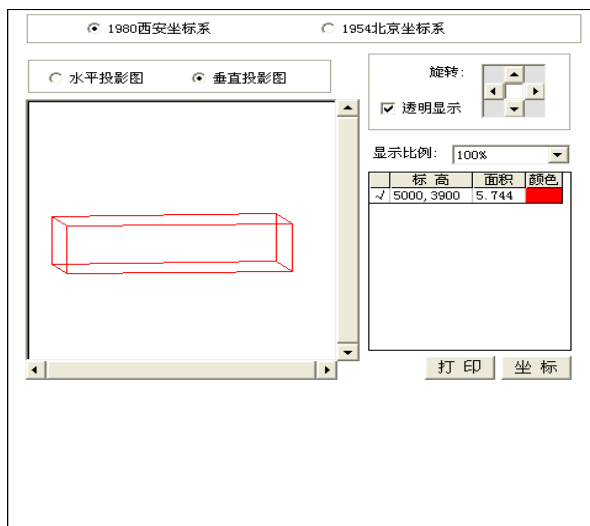 1980西安坐标系 1954北京坐标系
水平投影图 垂直投影图
旋转:
透明显示
显示比例: 100%
标 高 面积 颜色
√ 5000,3900 5.744
打 印 坐 标